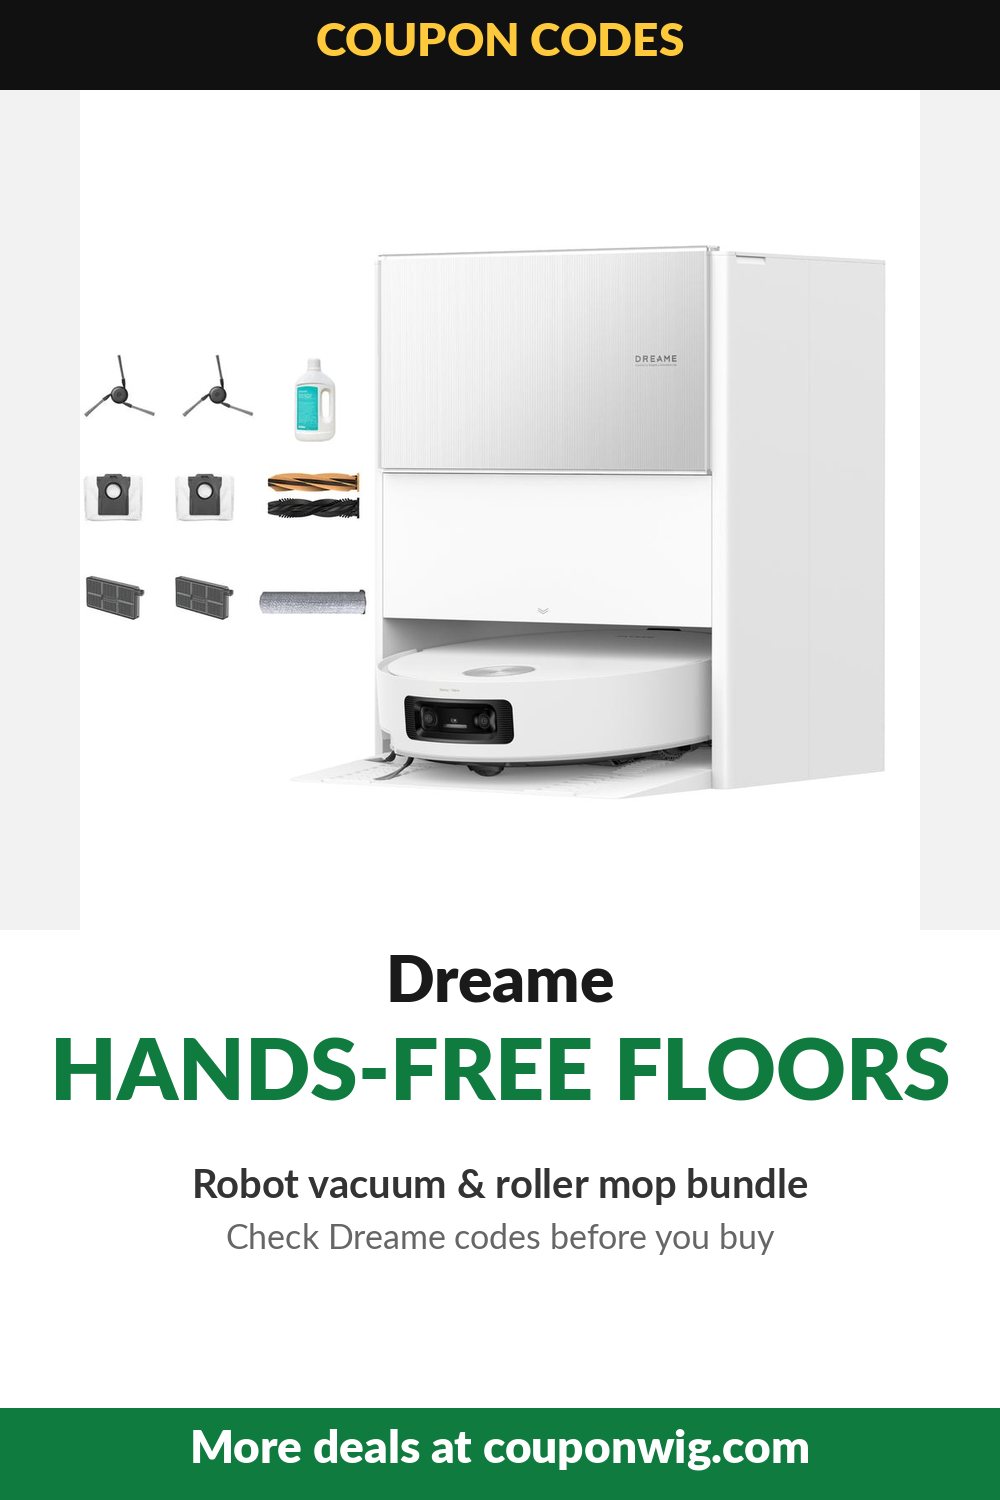 COUPON CODES
DREAME
Dreame
HANDS-FREE FLOORS
Robot vacuum & roller mop bundle
Check Dreame codes before you buy
More deals at couponwig.com